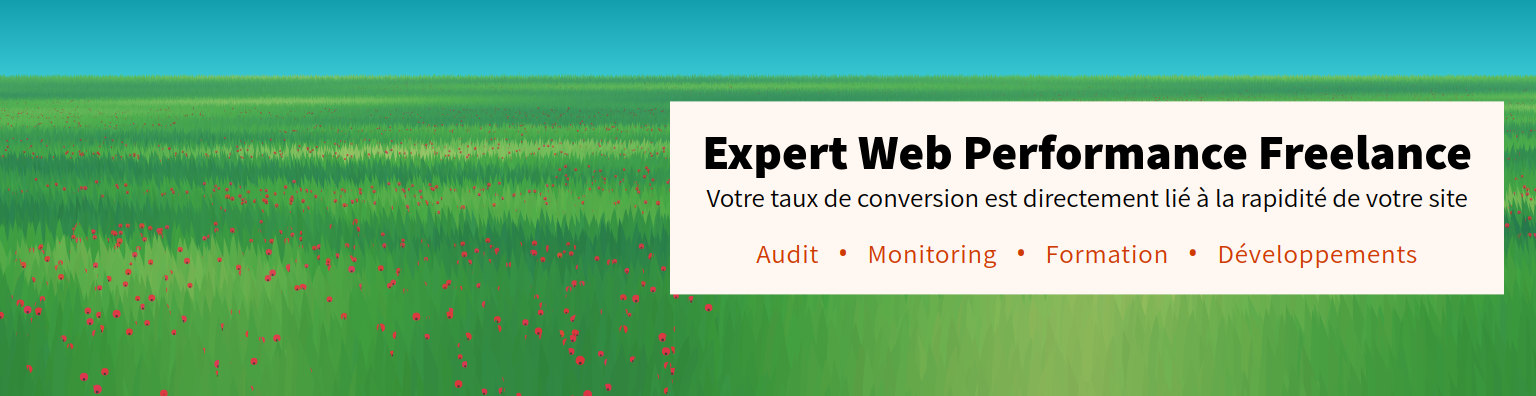 Expert Web Performance Freelance
Votre taux de conversion est directement lié à la rapidité de votre site
Audit • Monitoring • Formation • Développements